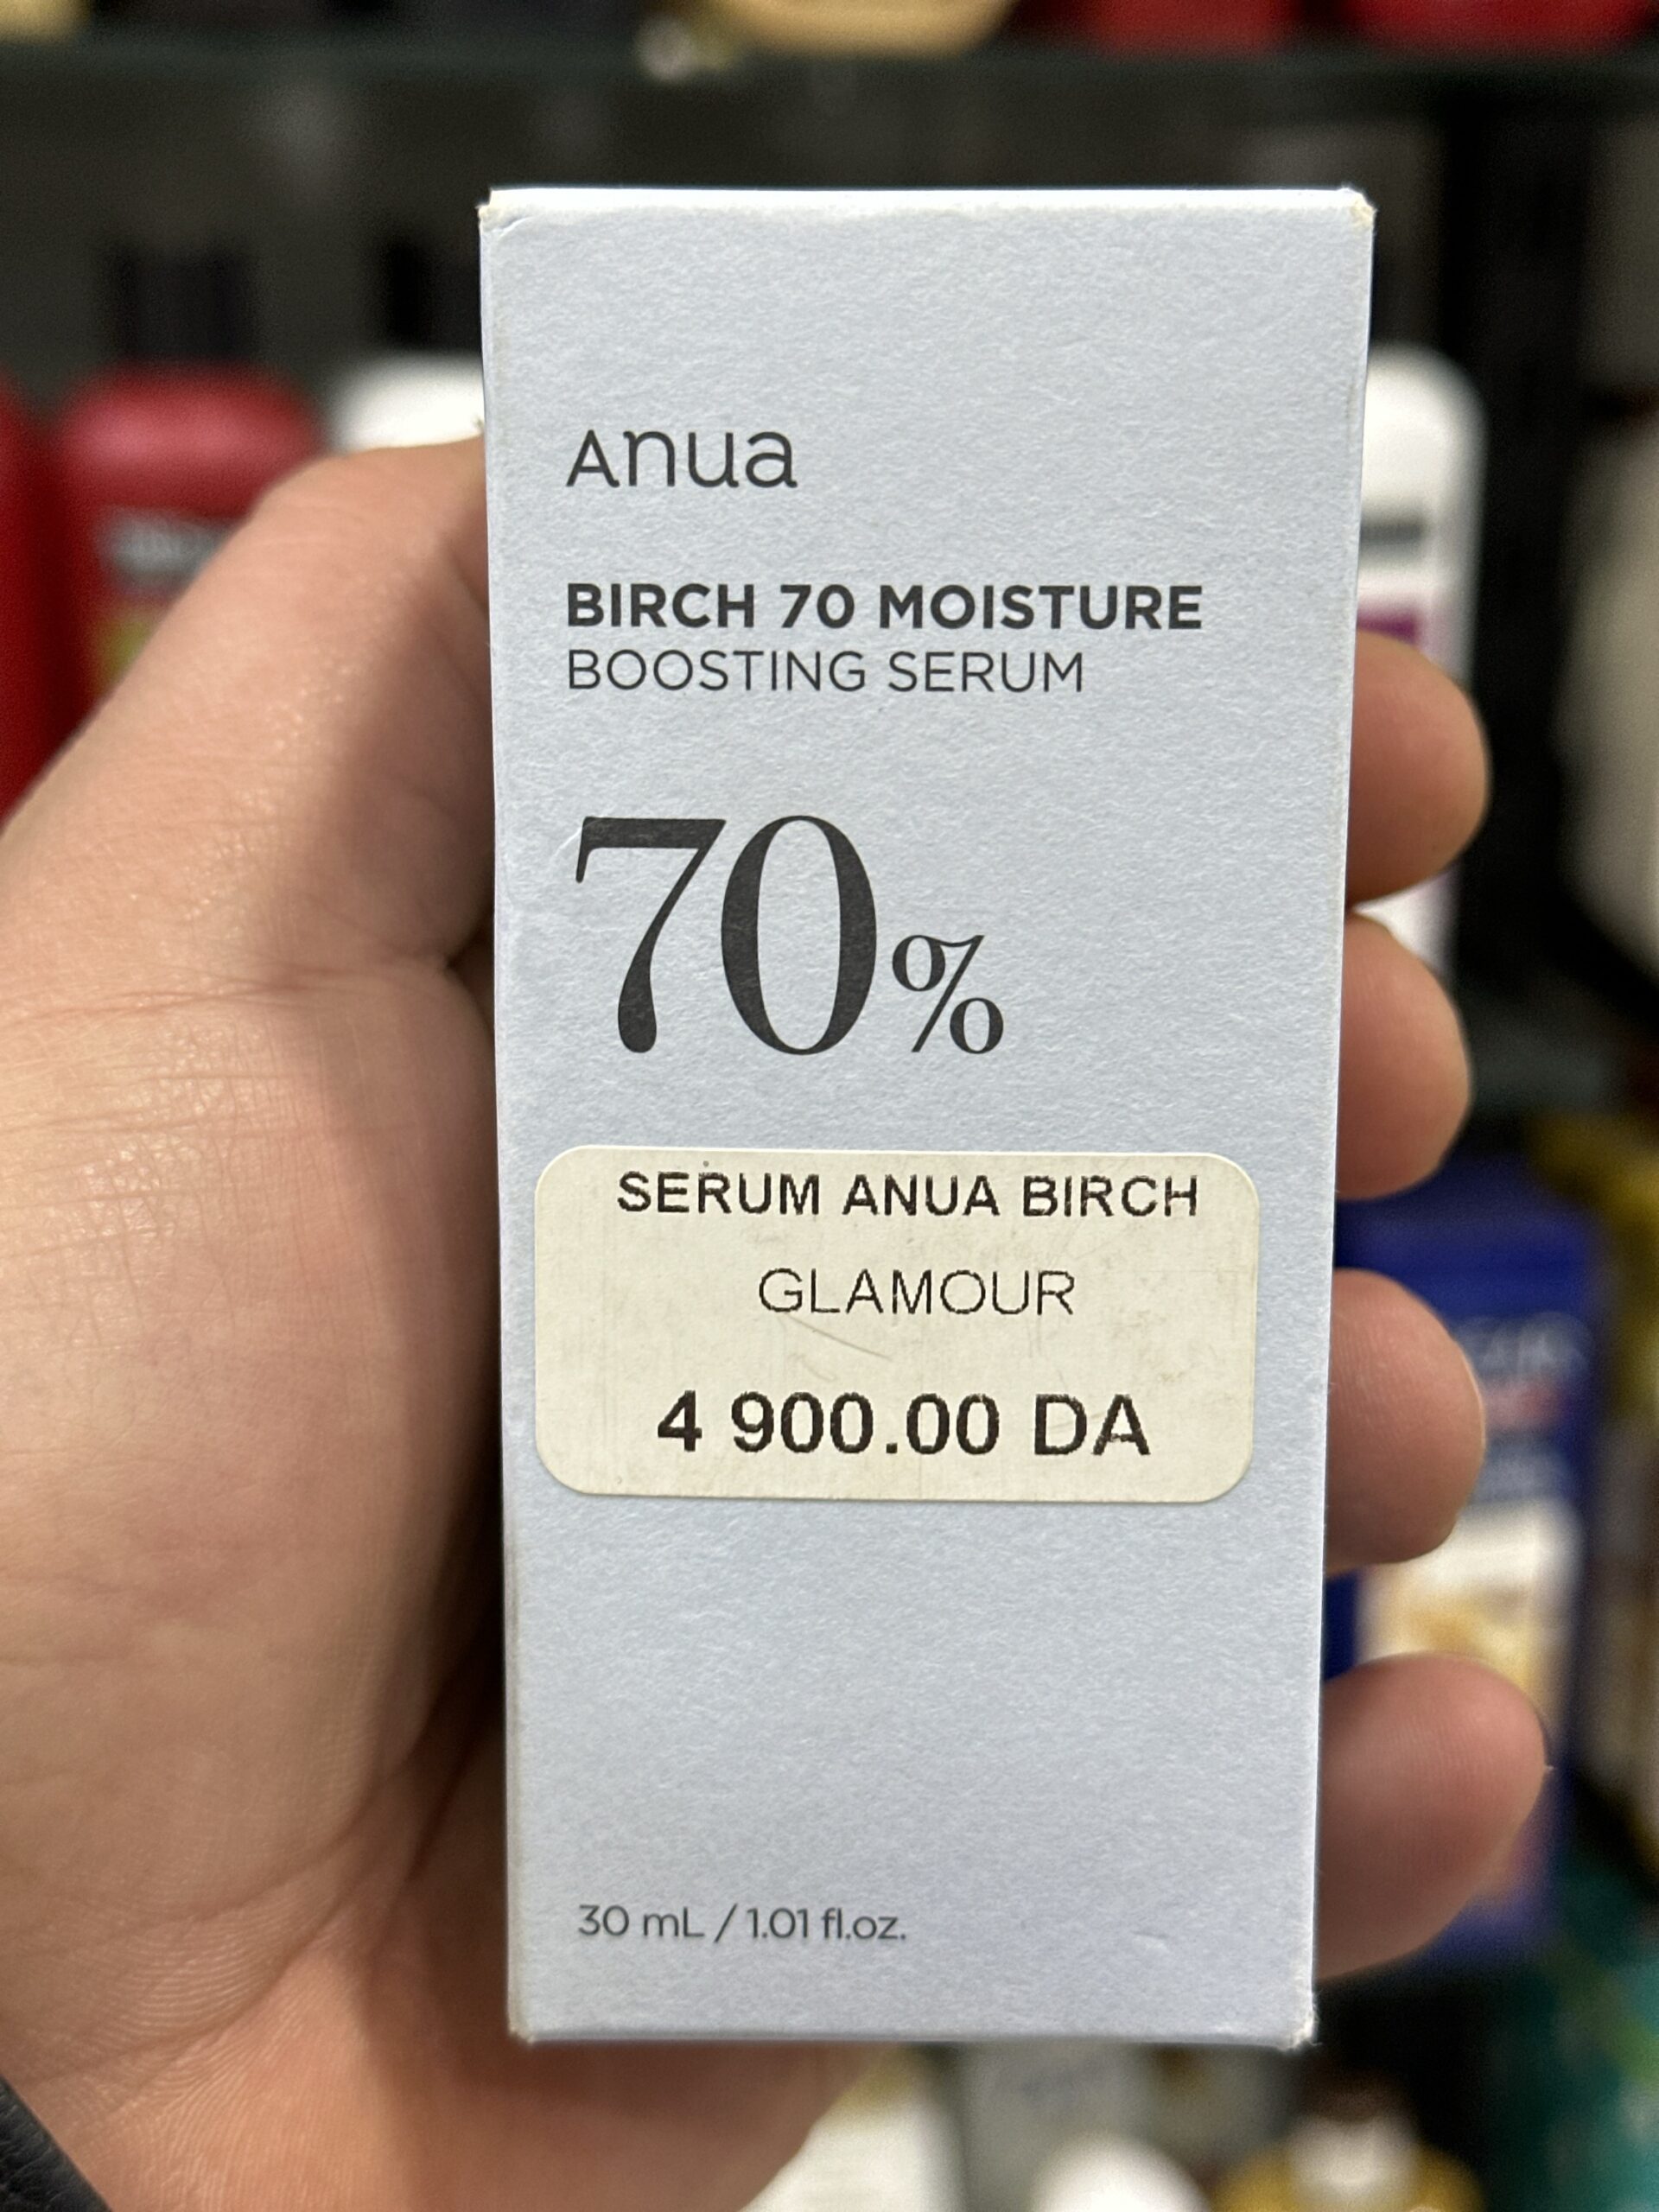 Anua
BIRCH 70 MOISTURE
BOOSTING SERUM
70%
SERUM ANUA BIRCH
GLAMOUR
4 900.00 DA
30 mL / 1.01 fl.oz.